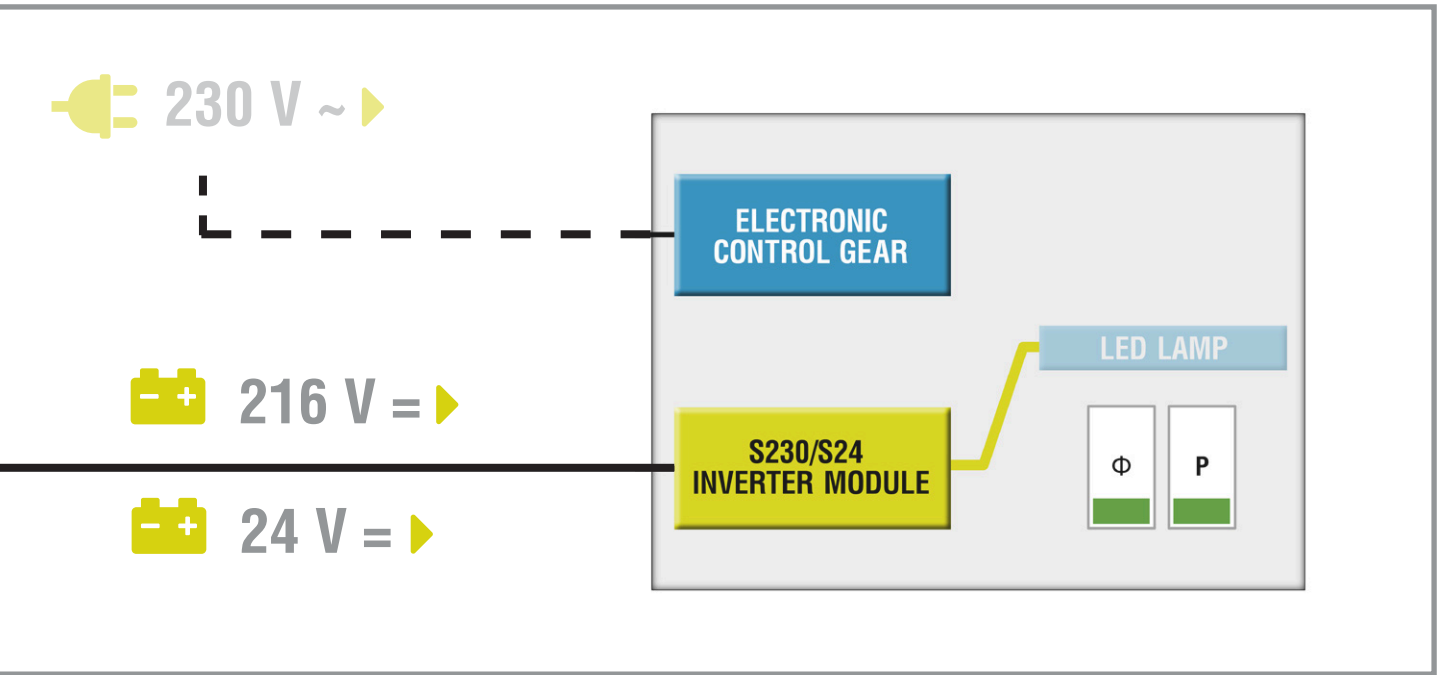 230 V ~
ELECTRONIC
CONTROL GEAR
LED LAMP
216 V =
S230/S24
INVERTER MODULE
Φ
P
24 V =